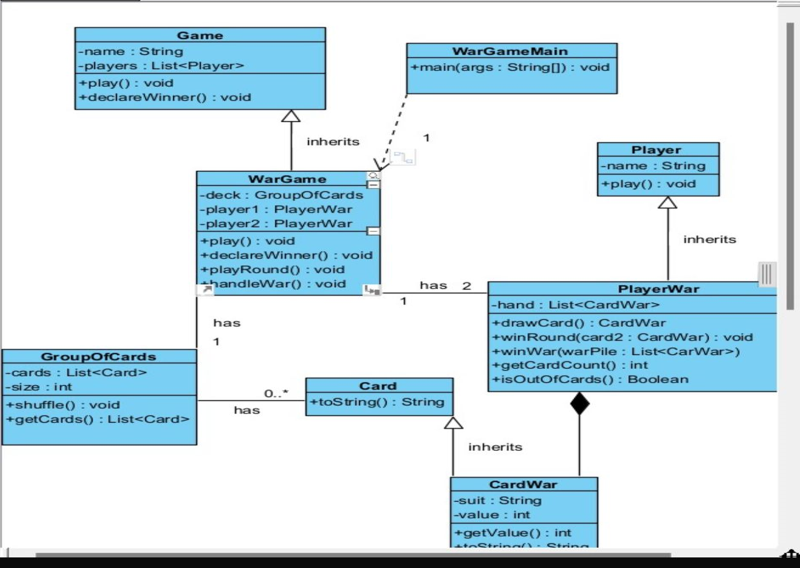 Game
-name : String
-players : List<Player>
+play() : void
+declareWinner() : void
WarGameMain
+main(args : String[]) : void
inherits
1
Player
-name : String
+play() : void
WarGame
-deck : GroupOfCards
-player1 : PlayerWar
-player2 : PlayerWar
+play() : void
+declareWinner() : void
+playRound() : void
+handleWar() : void
inherits
has 2
1
PlayerWar
-hand : List<CardWar>
+drawCard() : CardWar
+winRound(card2 : CardWar) : void
+winWar(warPile : List<CarWar>)
+getCardCount() : int
+isOutOfCards() : Boolean
has
1
GroupOfCards
-cards : List<Card>
-size : int
+shuffle() : void
+getCards() : List<Card>
0..*
has
Card
+toString() : String
inherits
CardWar
-suit : String
-value : int
+getValue() : int
+toString() : String